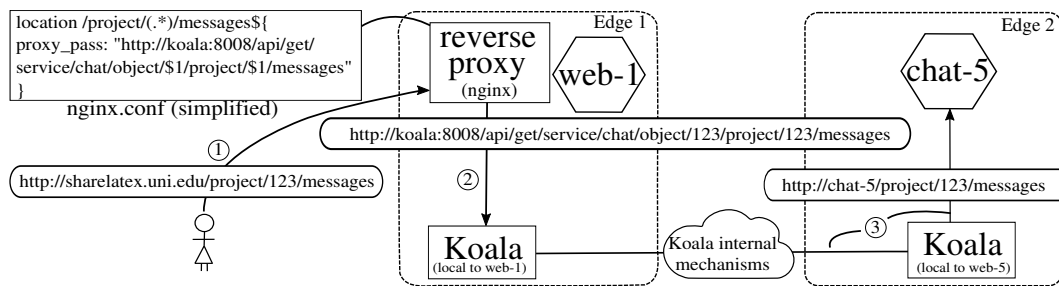 location /project/(.*)/messages${
proxy_pass: "http://koala:8008/api/get/
service/chat/object/$1/project/$1/messages"
}
nginx.conf (simplified)
reverse
proxy
(nginx)
Edge 1
web-1
Edge 2
chat-5
http://koala:8008/api/get/service/chat/object/123/project/123/messages
1
http://sharelatex.uni.edu/project/123/messages
2
http://chat-5/project/123/messages
3
Koala
(local to web-1)
Koala internal
mechanisms
Koala
(local to web-5)